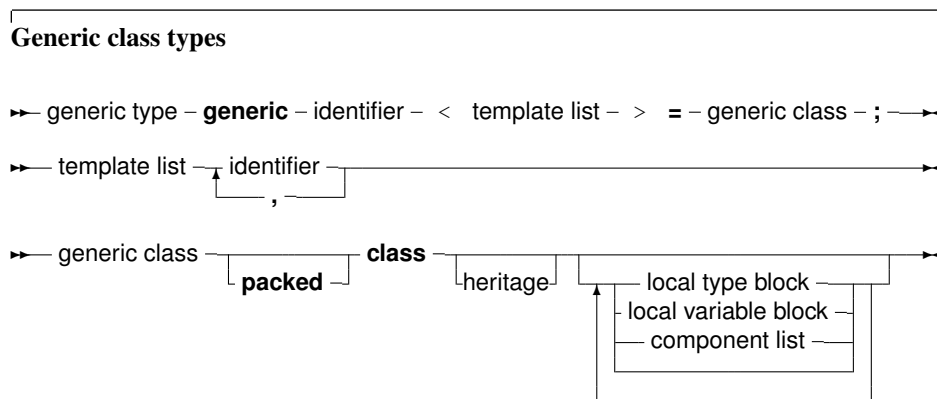 Generic class types
generic type generic identifier < template list > = generic class ;
template list identifier
,
generic class class
packed heritage local type block
local variable block
component list